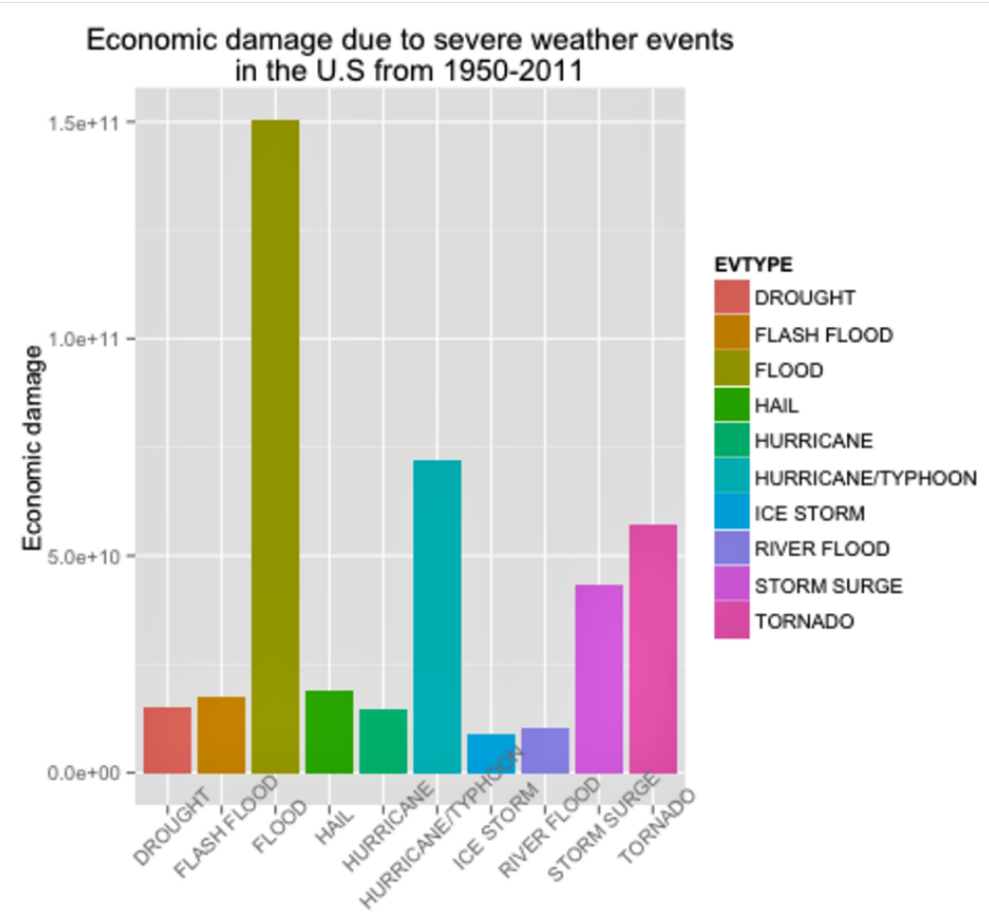 Economic damage due to severe weather events
in the U.S from 1950-2011
Economic damage
1.5e+11
1.0e+11
5.0e+10
0.0e+00
DROUGHT
FLASH FLOOD
FLOOD
HAIL
HURRICANE
HURRICANE/TYPHOON
ICE STORM
RIVER FLOOD
STORM SURGE
TORNADO
EVTYPE
DROUGHT
FLASH FLOOD
FLOOD
HAIL
HURRICANE
HURRICANE/TYPHOON
ICE STORM
RIVER FLOOD
STORM SURGE
TORNADO